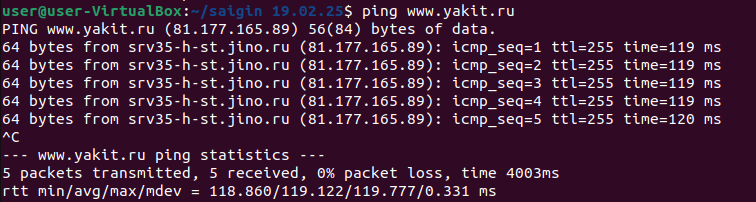 user@user-VirtualBox:~/saigin 19.02.25$ ping www.yakit.ru
PING www.yakit.ru (81.177.165.89) 56(84) bytes of data.
64 bytes from srv35-h-st.jino.ru (81.177.165.89): icmp_seq=1 ttl=255 time=119 ms
64 bytes from srv35-h-st.jino.ru (81.177.165.89): icmp_seq=2 ttl=255 time=119 ms
64 bytes from srv35-h-st.jino.ru (81.177.165.89): icmp_seq=3 ttl=255 time=119 ms
64 bytes from srv35-h-st.jino.ru (81.177.165.89): icmp_seq=4 ttl=255 time=119 ms
64 bytes from srv35-h-st.jino.ru (81.177.165.89): icmp_seq=5 ttl=255 time=120 ms
^C
--- www.yakit.ru ping statistics ---
5 packets transmitted, 5 received, 0% packet loss, time 4003ms
rtt min/avg/max/mdev = 118.860/119.122/119.777/0.331 ms